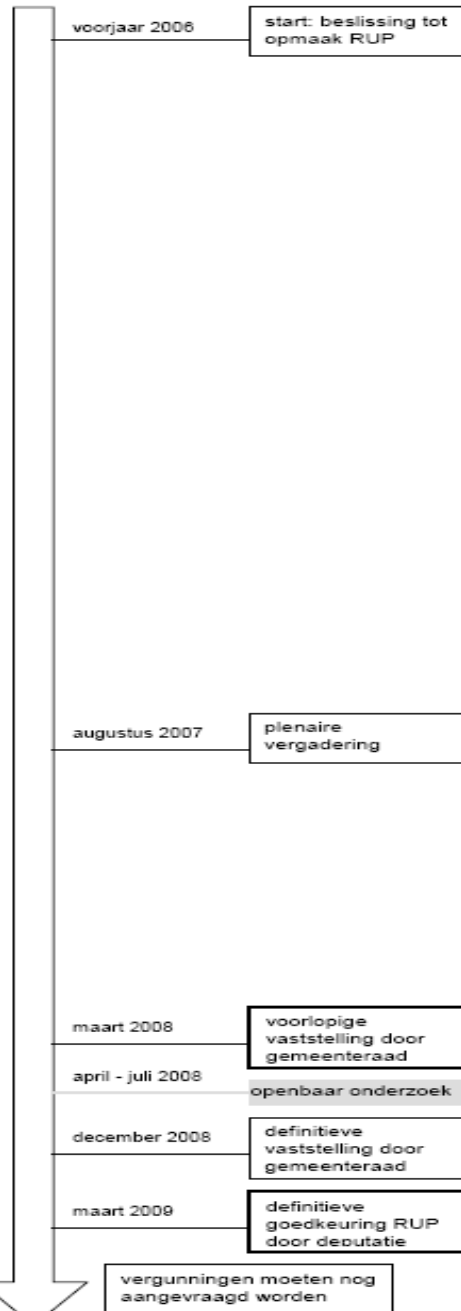 voorjaar 2006
start: beslissing tot
opmaak RUP
augustus 2007
plenaire
vergadering
maart 2008
voorlopige
vaststelling door
gemeenteraad
april - juli 2008
openbaar onderzoek
december 2008
definitieve
vaststelling door
gemeenteraad
maart 2009
definitieve
goedkeuring RUP
door deputatie
vergunningen moeten nog
aangevraagd worden